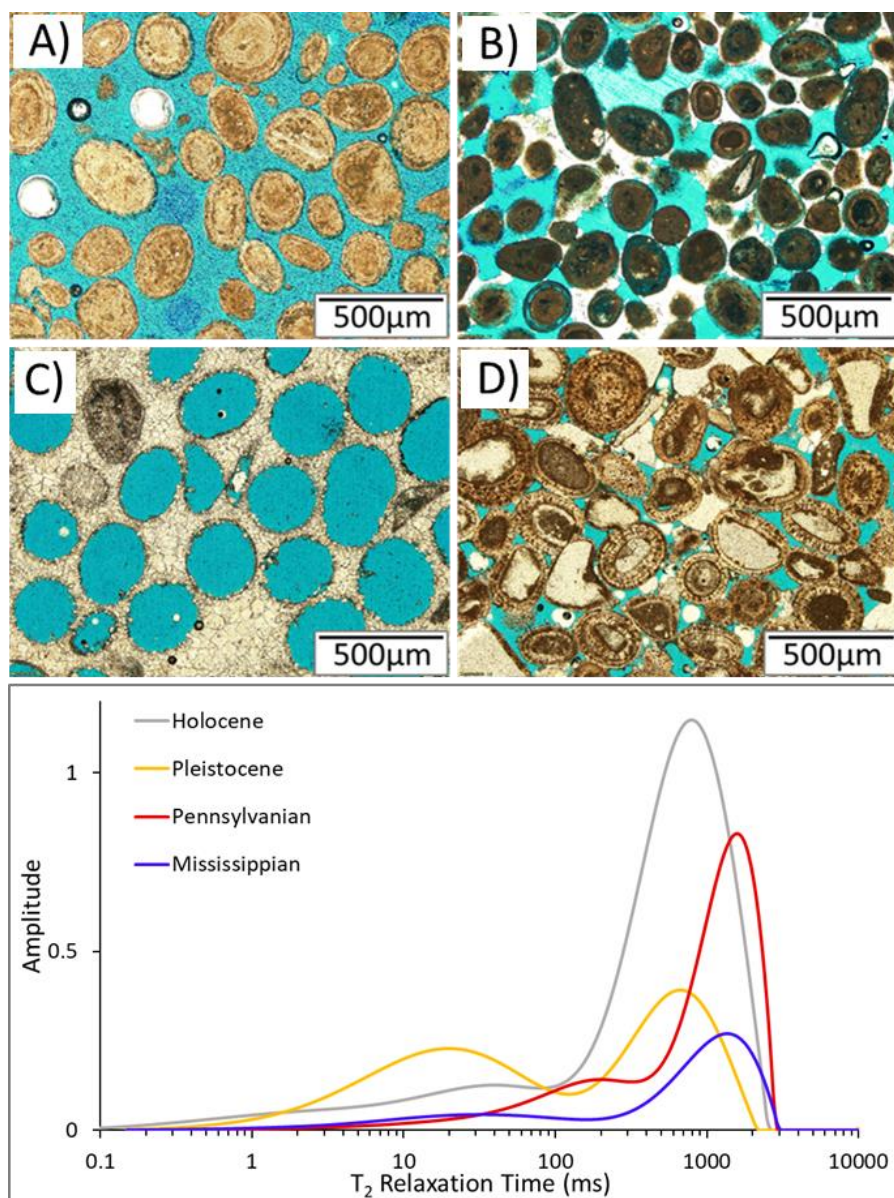 A)
B)
500µm
500µm
C)
D)
500µm
500µm
Holocene
Pleistocene
Pennsylvanian
Mississippian
Amplitude
1
0.5
0
0.1
1
10
100
1000
10000
T₂ Relaxation Time (ms)